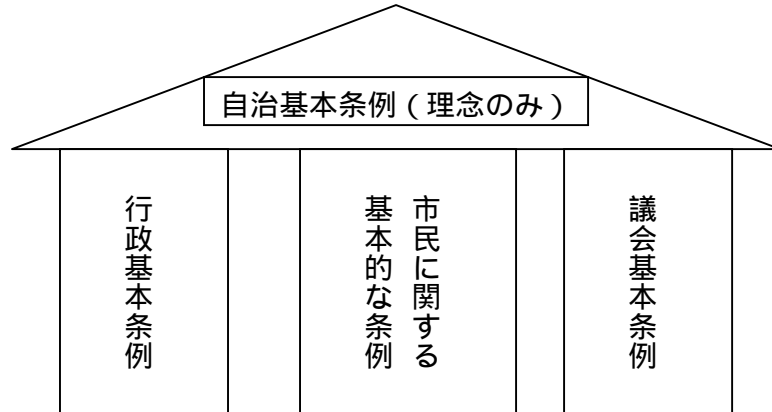 自治基本条例（理念のみ）
行政基本条例
市民に関する
基本的な条例
議会基本条例